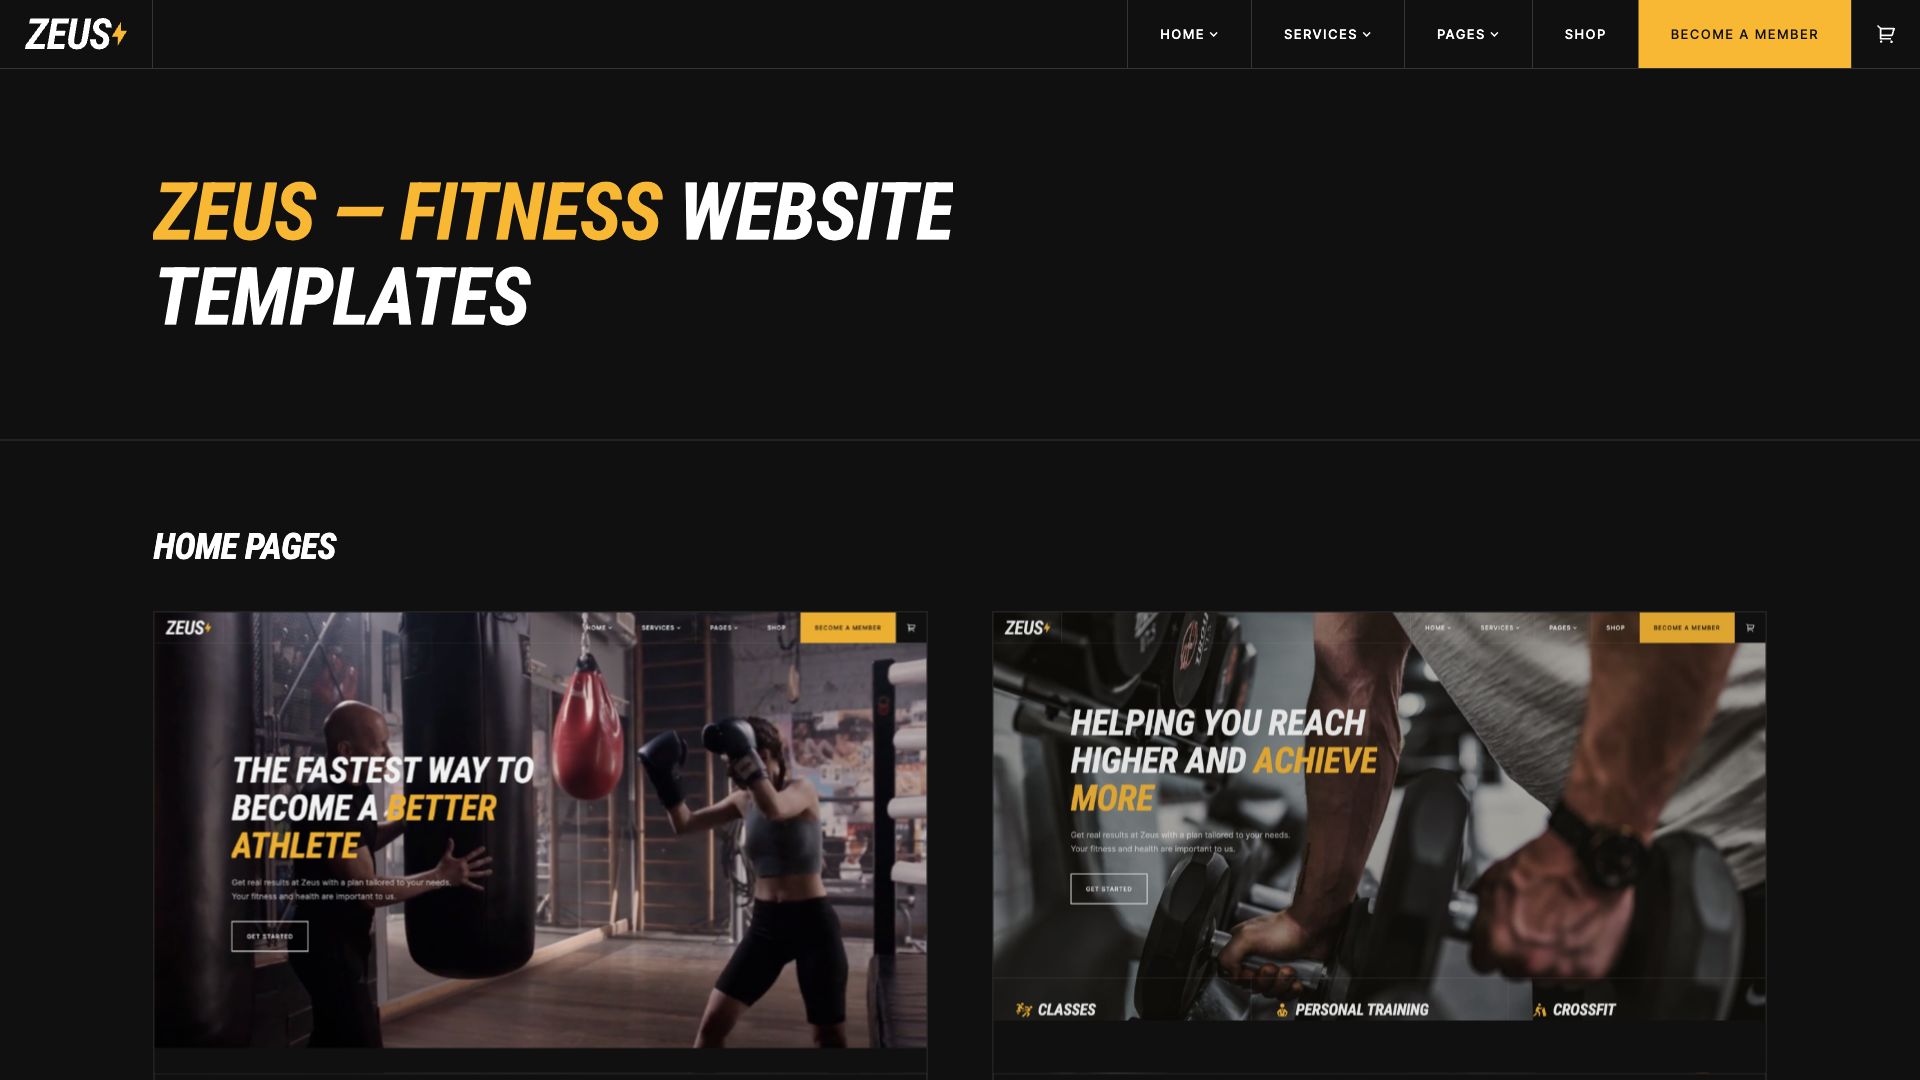 ZEUS
HOME
SERVICES
PAGES
SHOP
BECOME A MEMBER
ZEUS — FITNESS WEBSITE
TEMPLATES
HOME PAGES
ZEUS
HOME
SERVICES
PAGES
SHOP
BECOME A MEMBER
THE FASTEST WAY TO
BECOME A BETTER
ATHLETE
Get real results at Zeus with a plan tailored to your needs.
Your fitness and health are important to us.
GET STARTED
ZEUS
HOME
SERVICES
PAGES
SHOP
BECOME A MEMBER
HELPING YOU REACH
HIGHER AND ACHIEVE
MORE
Get real results at Zeus with a plan tailored to your needs.
Your fitness and health are important to us.
GET STARTED
CLASSES
PERSONAL TRAINING
CROSSFIT